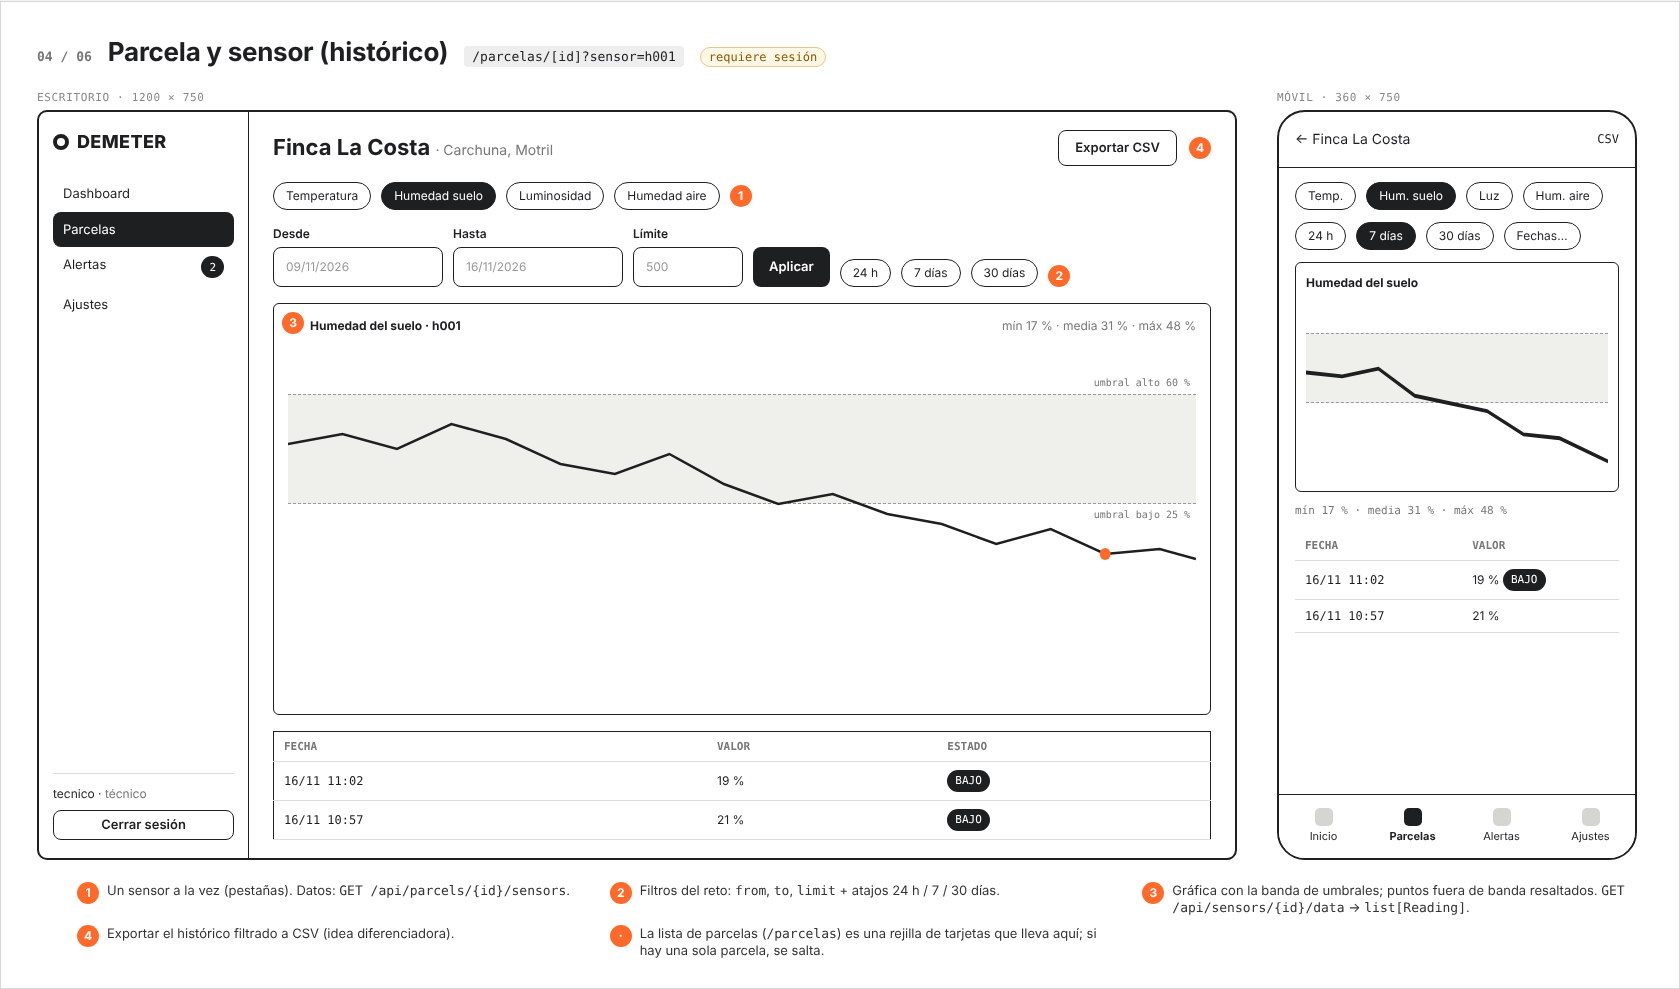 04 / 06 Parcela y sensor (histórico) /parcelas/[id]?sensor=h001 requiere sesión
ESCRITORIO · 1200 × 750
DEMETER
Dashboard
Parcelas
Alertas 2
Ajustes
tecnico · técnico
Cerrar sesión
Finca La Costa · Carchuna, Motril
Exportar CSV 4
Temperatura Humedad suelo Luminosidad Humedad aire 1
Desde Hasta Límite
09/11/2026 16/11/2026 500 Aplicar 24 h 7 días 30 días 2
3 Humedad del suelo · h001 mín 17 % · media 31 % · máx 48 %
umbral alto 60 %
umbral bajo 25 %
FECHA VALOR ESTADO
16/11 11:02 19 % BAJO
16/11 10:57 21 % BAJO
MÓVIL · 360 × 750
← Finca La Costa CSV
Temp. Hum. suelo Luz Hum. aire
24 h 7 días 30 días Fechas…
Humedad del suelo
mín 17 % · media 31 % · máx 48 %
FECHA VALOR
16/11 11:02 19 % BAJO
16/11 10:57 21 %
Inicio Parcelas Alertas Ajustes
1 Un sensor a la vez (pestañas). Datos: GET /api/parcels/{id}/sensors.
2 Filtros del reto: from, to, limit + atajos 24 h / 7 / 30 días.
3 Gráfica con la banda de umbrales; puntos fuera de banda resaltados. GET
/api/sensors/{id}/data → list[Reading].
4 Exportar el histórico filtrado a CSV (idea diferenciadora).
· La lista de parcelas (/parcelas) es una rejilla de tarjetas que lleva aquí; si
hay una sola parcela, se salta.